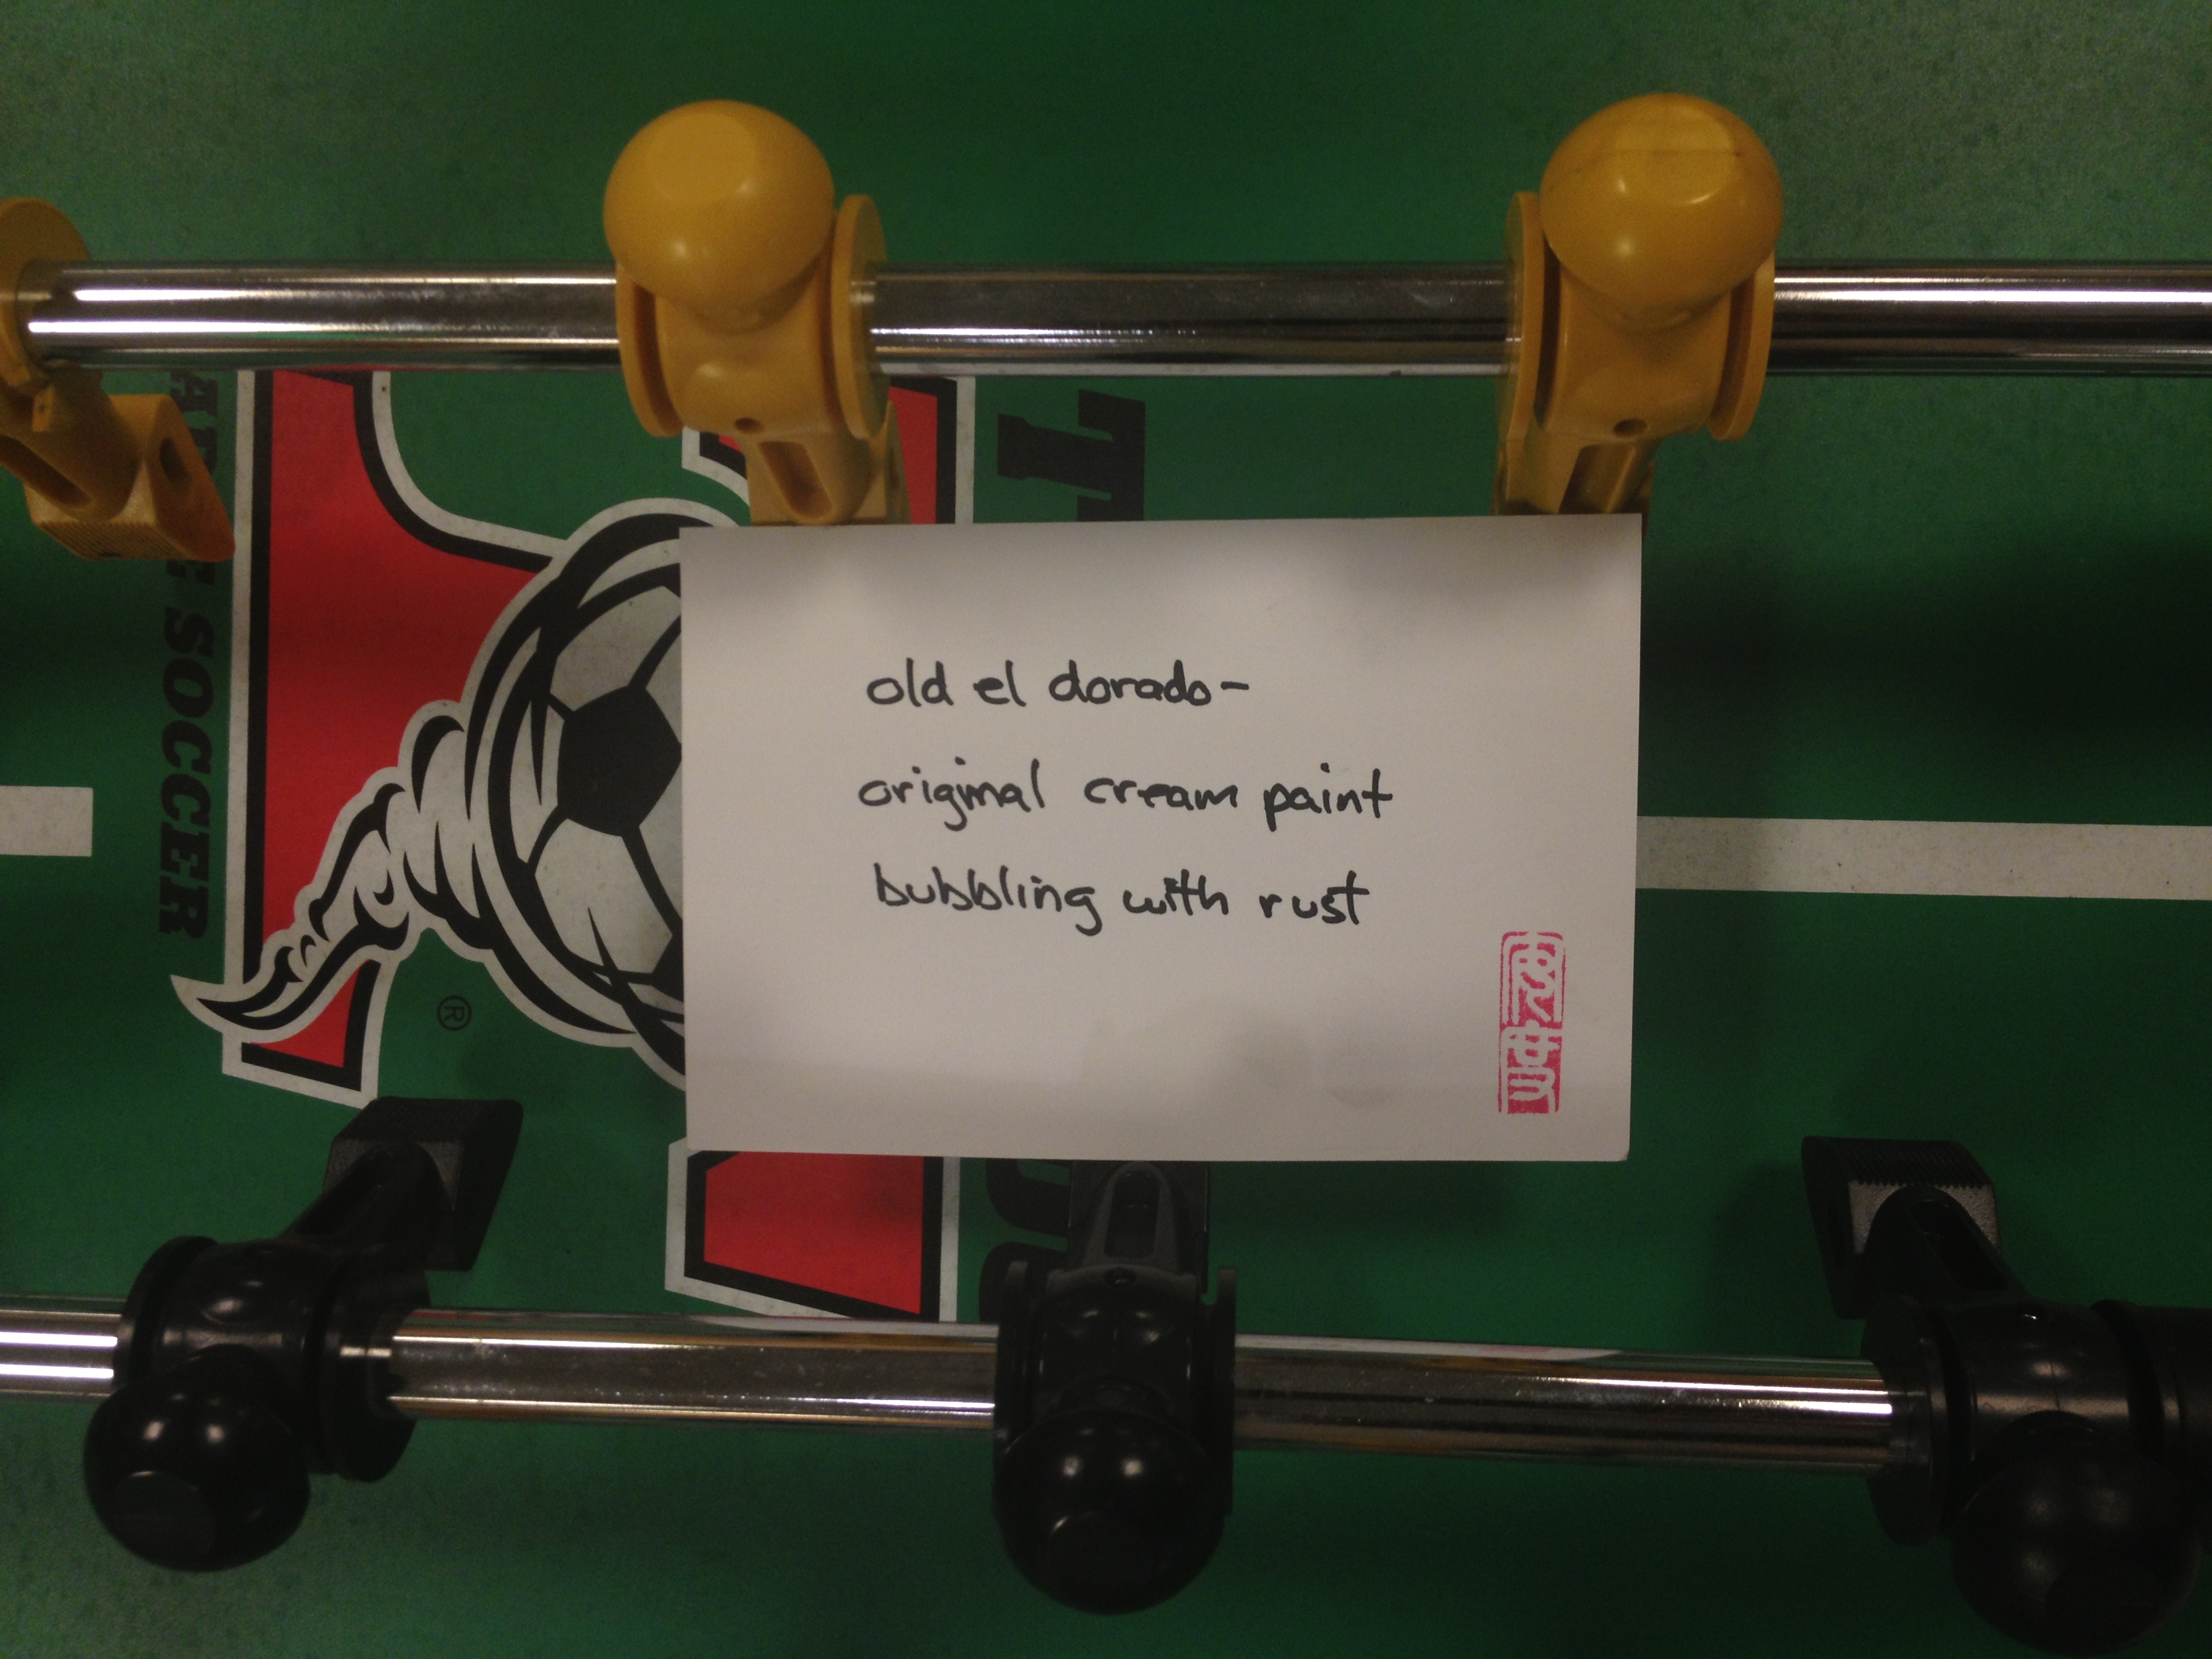 old el dorado-
original cream paint
bubbling with rust
SOCCER
®